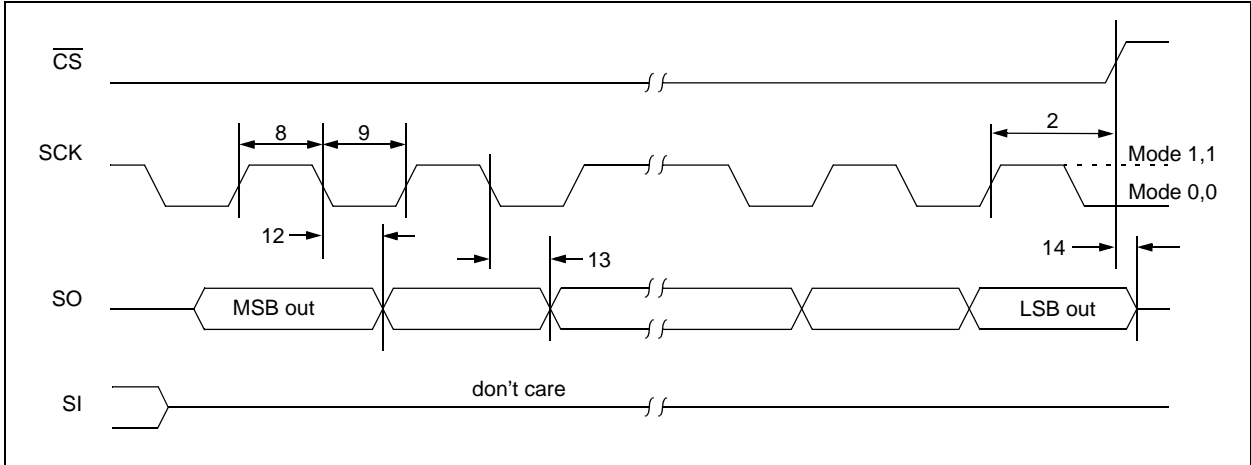 CS
2
8
9
SCK
Mode 1,1
Mode 0,0
12
13
14
SO
MSB out
LSB out
don't care
SI